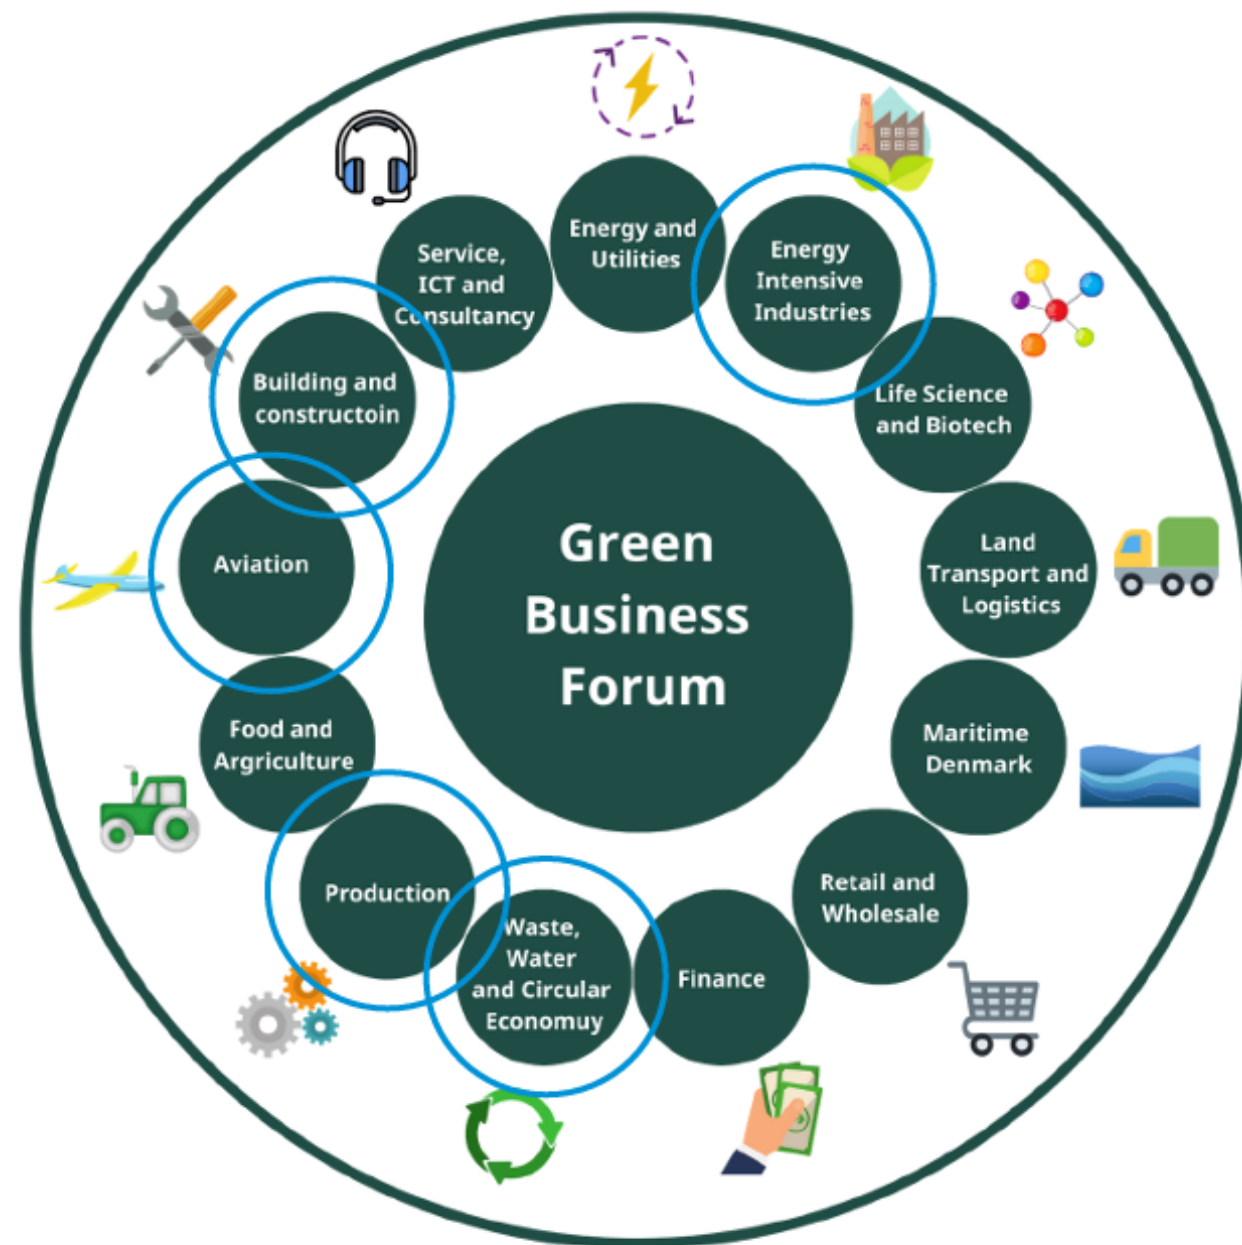 Green
Business
Forum
Energy and
Utilities
Energy
Intensive
Industries
Life Science
and Biotech
Land
Transport and
Logistics
Maritime
Denmark
Retail and
Wholesale
Finance
Waste,
Water
and Circular
Economuy
Production
Food and
Argriculture
Aviation
Building and
constructoin
Service,
ICT and
Consultancy